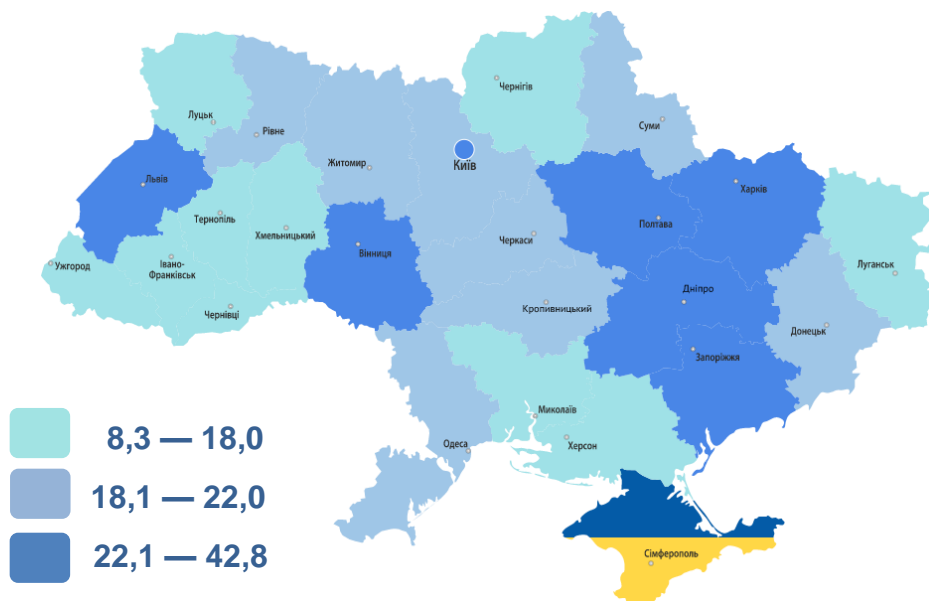 Чернігів
Луцьк
Суми
Рівне
Житомир
Київ
Львів
Харків
Тернопіль
Полтава
Хмельницький
Черкаси
Вінниця
Ужгород
Івано-
Франківськ
Луганськ
Дніпро
Чернівці
Кропивницький
Донецьк
Запоріжжя
Миколаїв
8,3 — 18,0
Одеса
Херсон
18,1 — 22,0
22,1 — 42,8
Сімферополь